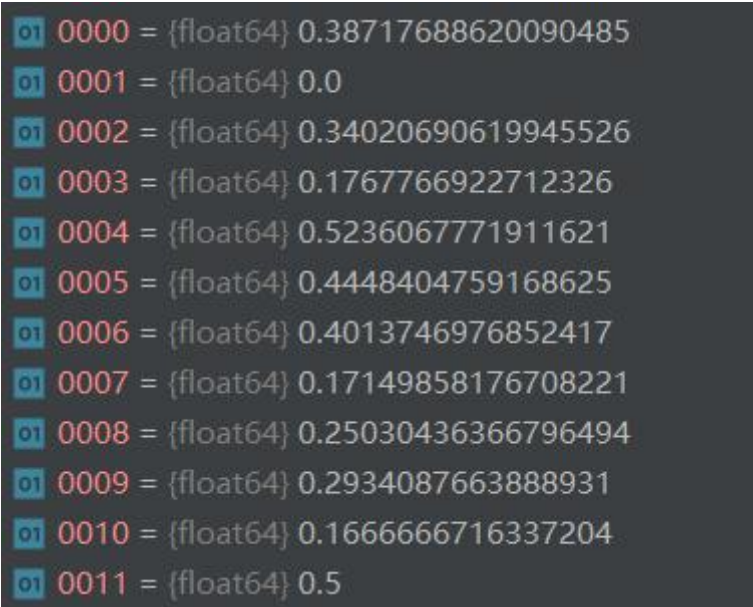 01 0000 = {float64} 0.38717688620090485
01 0001 = {float64} 0.0
01 0002 = {float64} 0.34020690619945526
01 0003 = {float64} 0.1767766922712326
01 0004 = {float64} 0.5236067771911621
01 0005 = {float64} 0.4448404759168625
01 0006 = {float64} 0.4013746976852417
01 0007 = {float64} 0.17149858176708221
01 0008 = {float64} 0.25030436366796494
01 0009 = {float64} 0.2934087663888931
01 0010 = {float64} 0.1666666716337204
01 0011 = {float64} 0.5